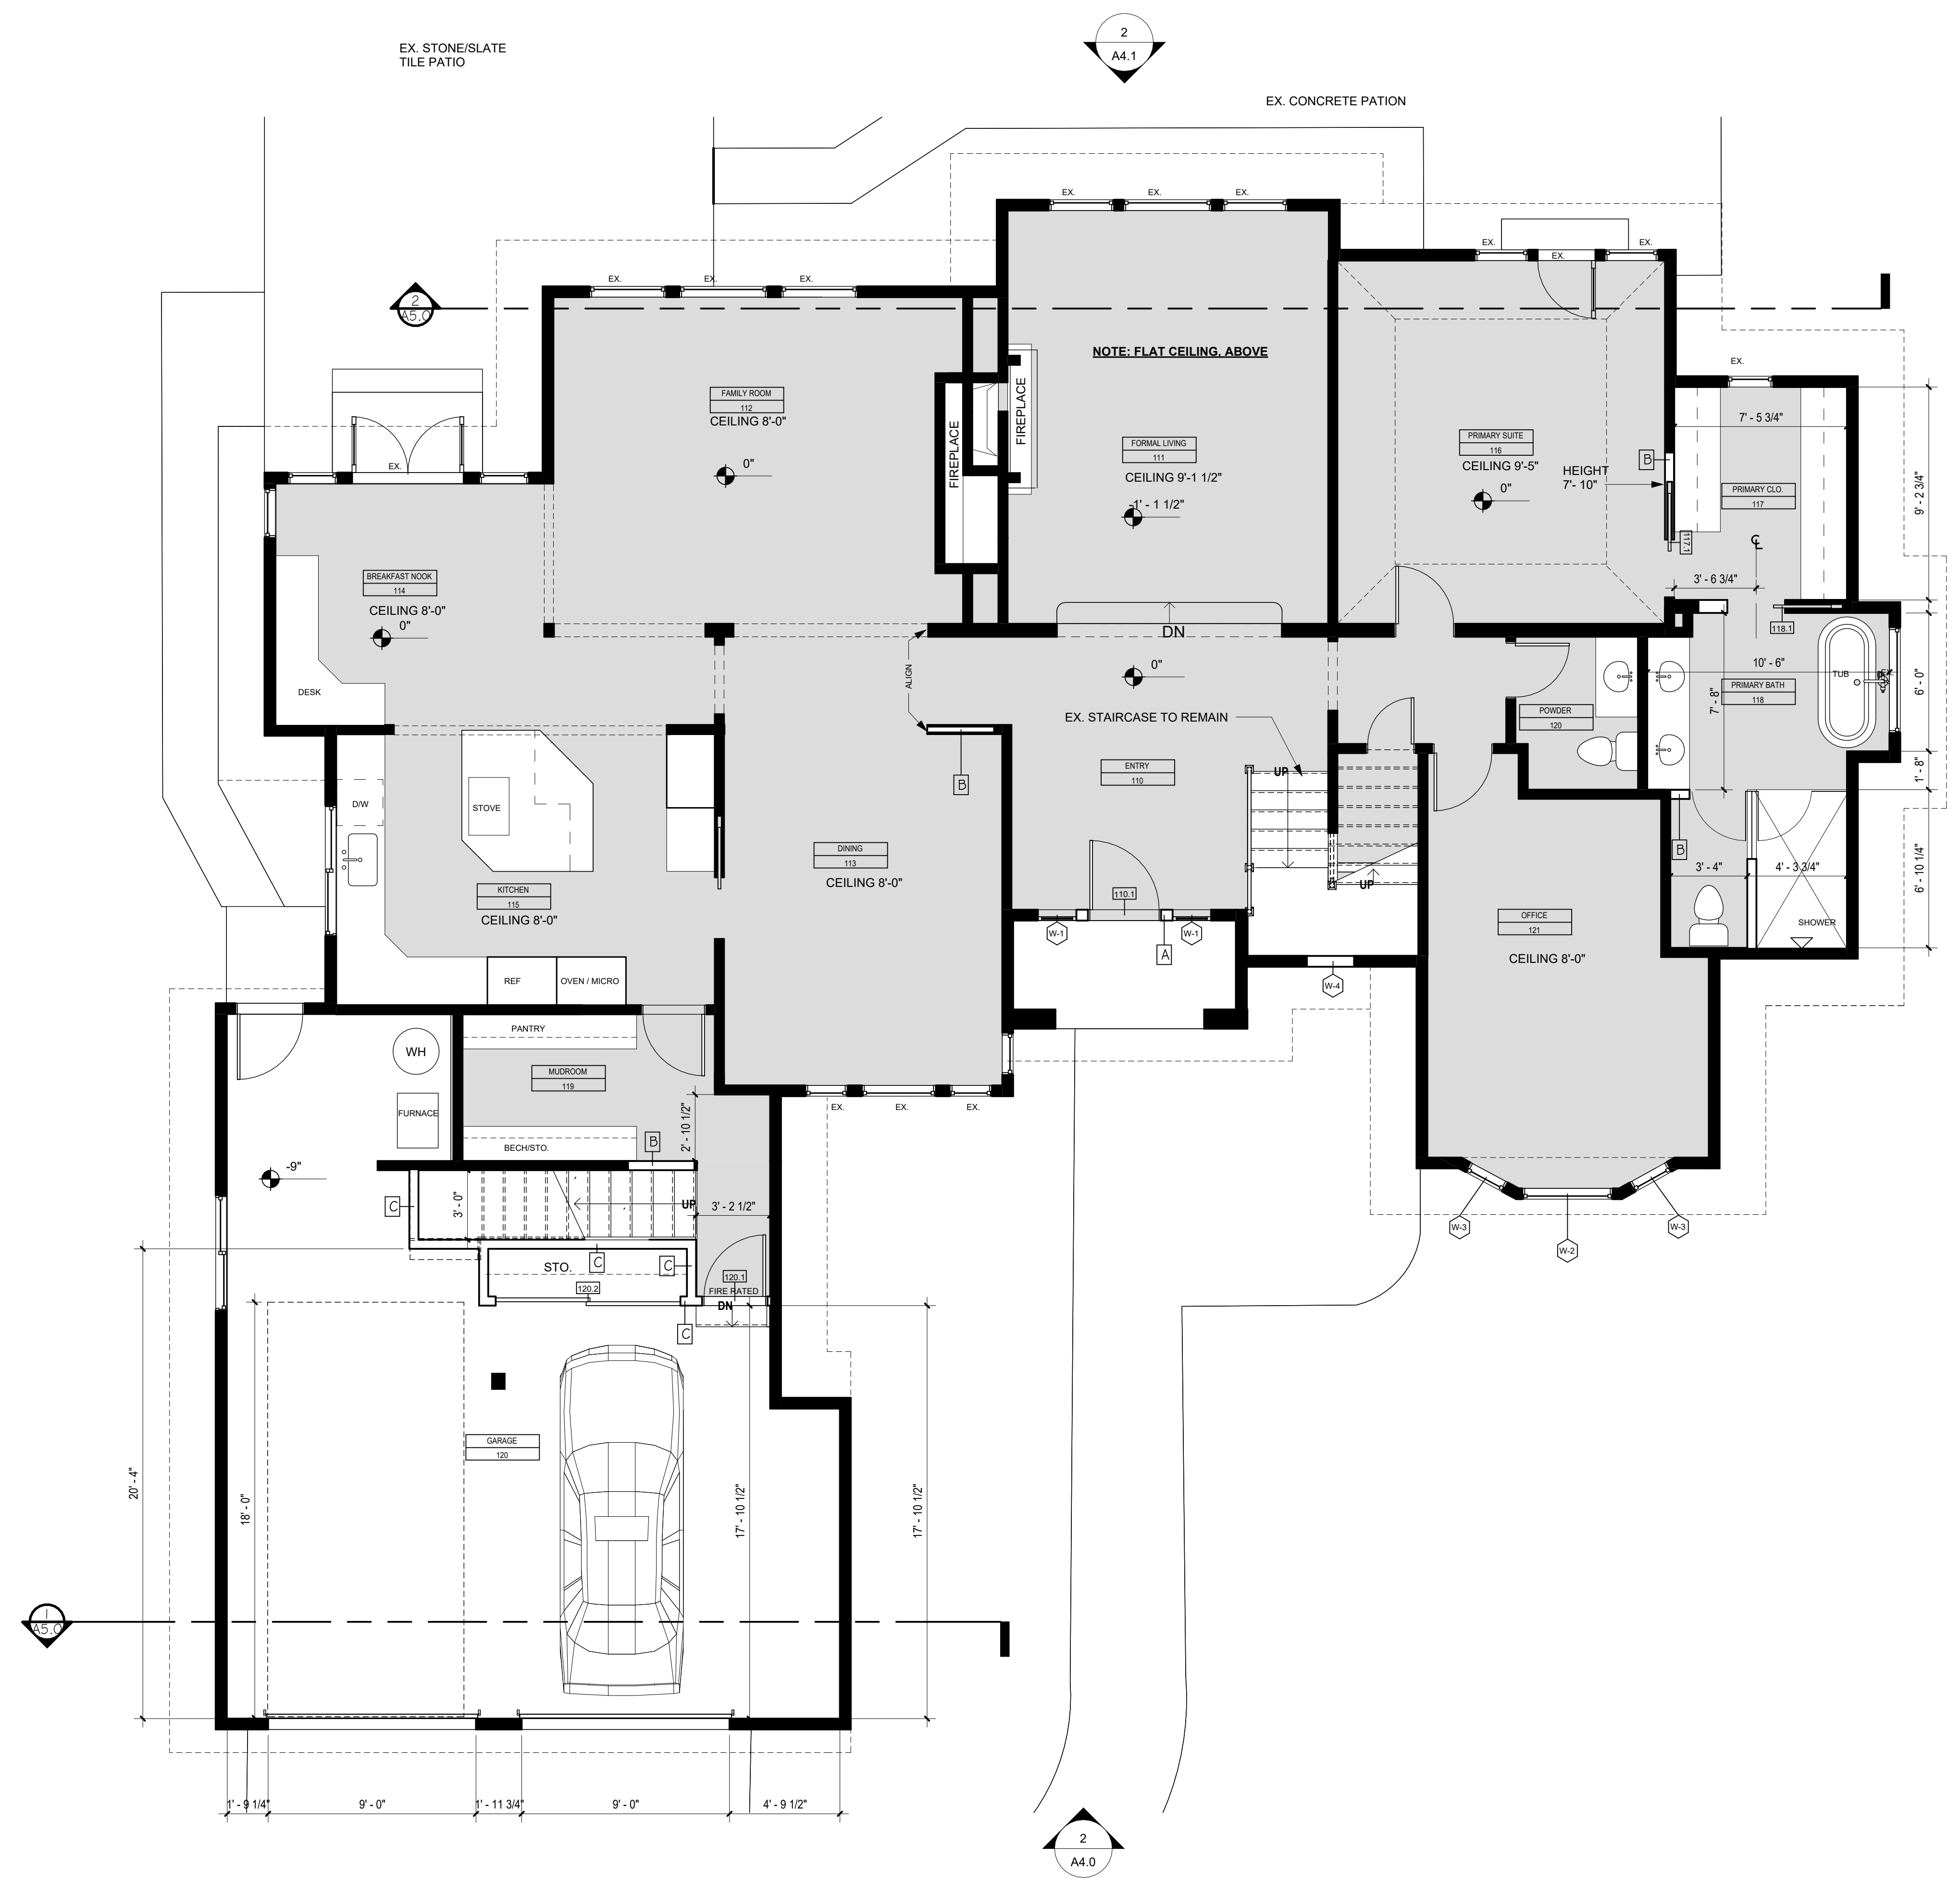 2
A4.1
EX. STONE/SLATE
TILE PATIO
EX. CONCRETE PATION
EX.
EX.
EX.
EX.
EX.
EX.
EX.
EX.
EX.
2
A5.0
NOTE: FLAT CEILING, ABOVE
EX.
FAMILY ROOM
112
CEILING 8'-0"
0"
FIREPLACE
FIREPLACE
FORMAL LIVING
111
CEILING 9'-1 1/2"
-1' - 1 1/2"
PRIMARY SUITE
116
CEILING 9'-5"
0"
HEIGHT
7'- 10"
B
7' - 5 3/4"
PRIMARY CLO.
117
117.1
9' - 2 3/4"
CL
3' - 6 3/4"
EX.
BREAKFAST NOOK
114
CEILING 8'-0"
0"
DESK
ALIGN
DN
0"
118.1
10' - 6"
TUB
PRIMARY BATH
118
7' - 8"
6' - 0"
POWDER
120
EX. STAIRCASE TO REMAIN
UP
ENTRY
110
B
D/W
STOVE
KITCHEN
115
CEILING 8'-0"
DINING
113
CEILING 8'-0"
1' - 8"
B
3' - 4"
4' - 3 3/4"
6' - 10 1/4"
UP
110.1
W-1
W-1
A
OFFICE
121
CEILING 8'-0"
SHOWER
REF
OVEN / MICRO
W-4
PANTRY
WH
MUDROOM
119
FURNACE
EX.
EX.
EX.
2' - 10 1/2"
BECH/STO.
B
-9"
C
3' - 0"
UP
3' - 2 1/2"
W-3
W-2
W-3
STO.
C
C
120.1
120.2
FIRE RATED
DN
C
GARAGE
120
20' - 4"
18' - 0"
17' - 10 1/2"
17' - 10 1/2"
1
A5.0
1' - 9 1/4"
9' - 0"
1' - 11 3/4"
9' - 0"
4' - 9 1/2"
2
A4.0